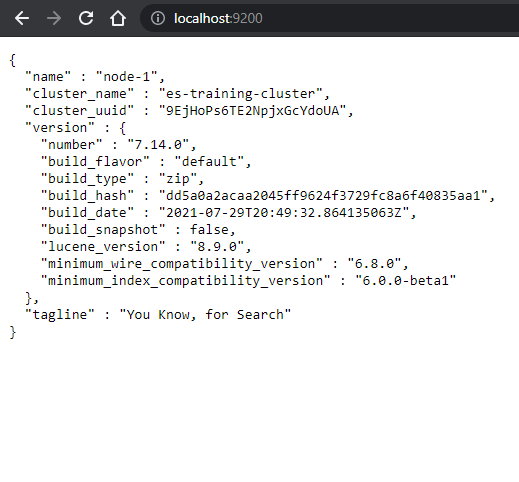 localhost:9200
{
  "name" : "node-1",
  "cluster_name" : "es-training-cluster",
  "cluster_uuid" : "9EjHoPs6TE2NpjxGcYdoUA",
  "version" : {
    "number" : "7.14.0",
    "build_flavor" : "default",
    "build_type" : "zip",
    "build_hash" : "dd5a0a2acaa2045ff9624f3729fc8a6f40835aa1",
    "build_date" : "2021-07-29T20:49:32.864135063Z",
    "build_snapshot" : false,
    "lucene_version" : "8.9.0",
    "minimum_wire_compatibility_version" : "6.8.0",
    "minimum_index_compatibility_version" : "6.0.0-beta1"
  },
  "tagline" : "You Know, for Search"
}